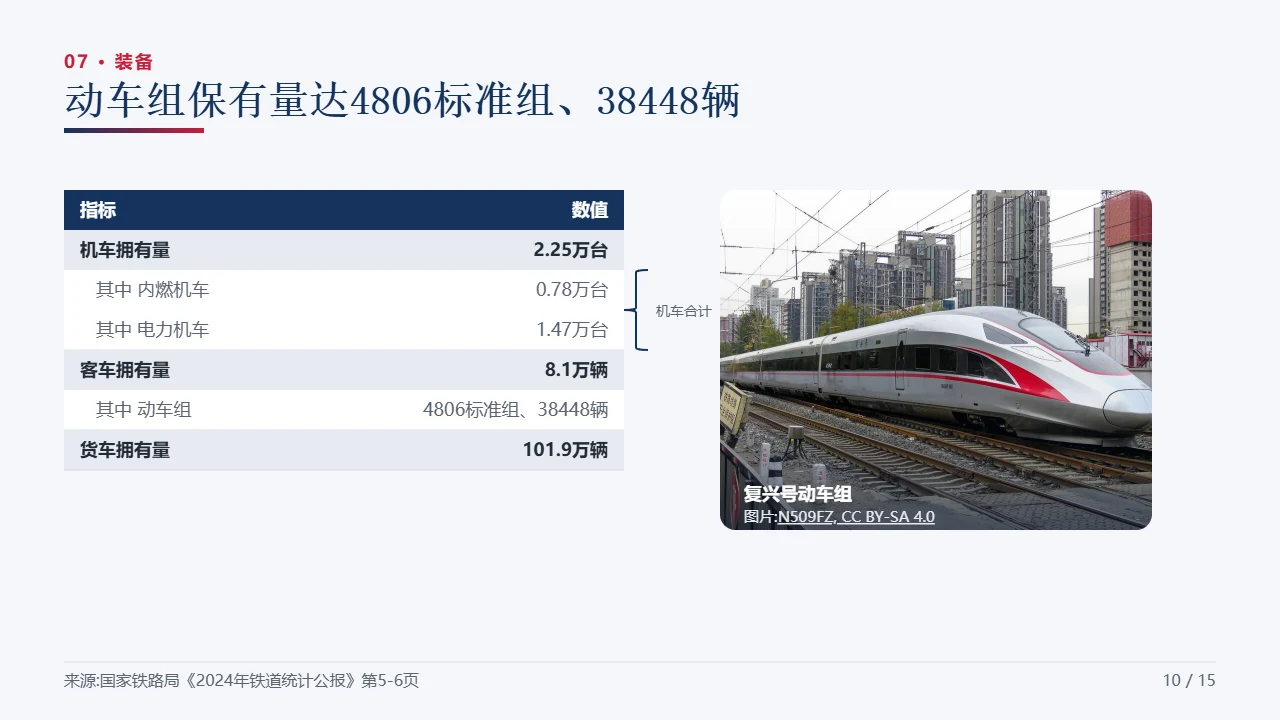 07 • 装备
动车组保有量达4806标准组、38448辆
指标 数值
机车拥有量 2.25万台
其中 内燃机车 0.78万台
其中 电力机车 1.47万台
机车合计
客车拥有量 8.1万辆
其中 动车组 4806标准组、38448辆
货车拥有量 101.9万辆
复兴号动车组
图片:N509FZ, CC BY-SA 4.0
来源:国家铁路局《2024年铁道统计公报》第5-6页
10 / 15